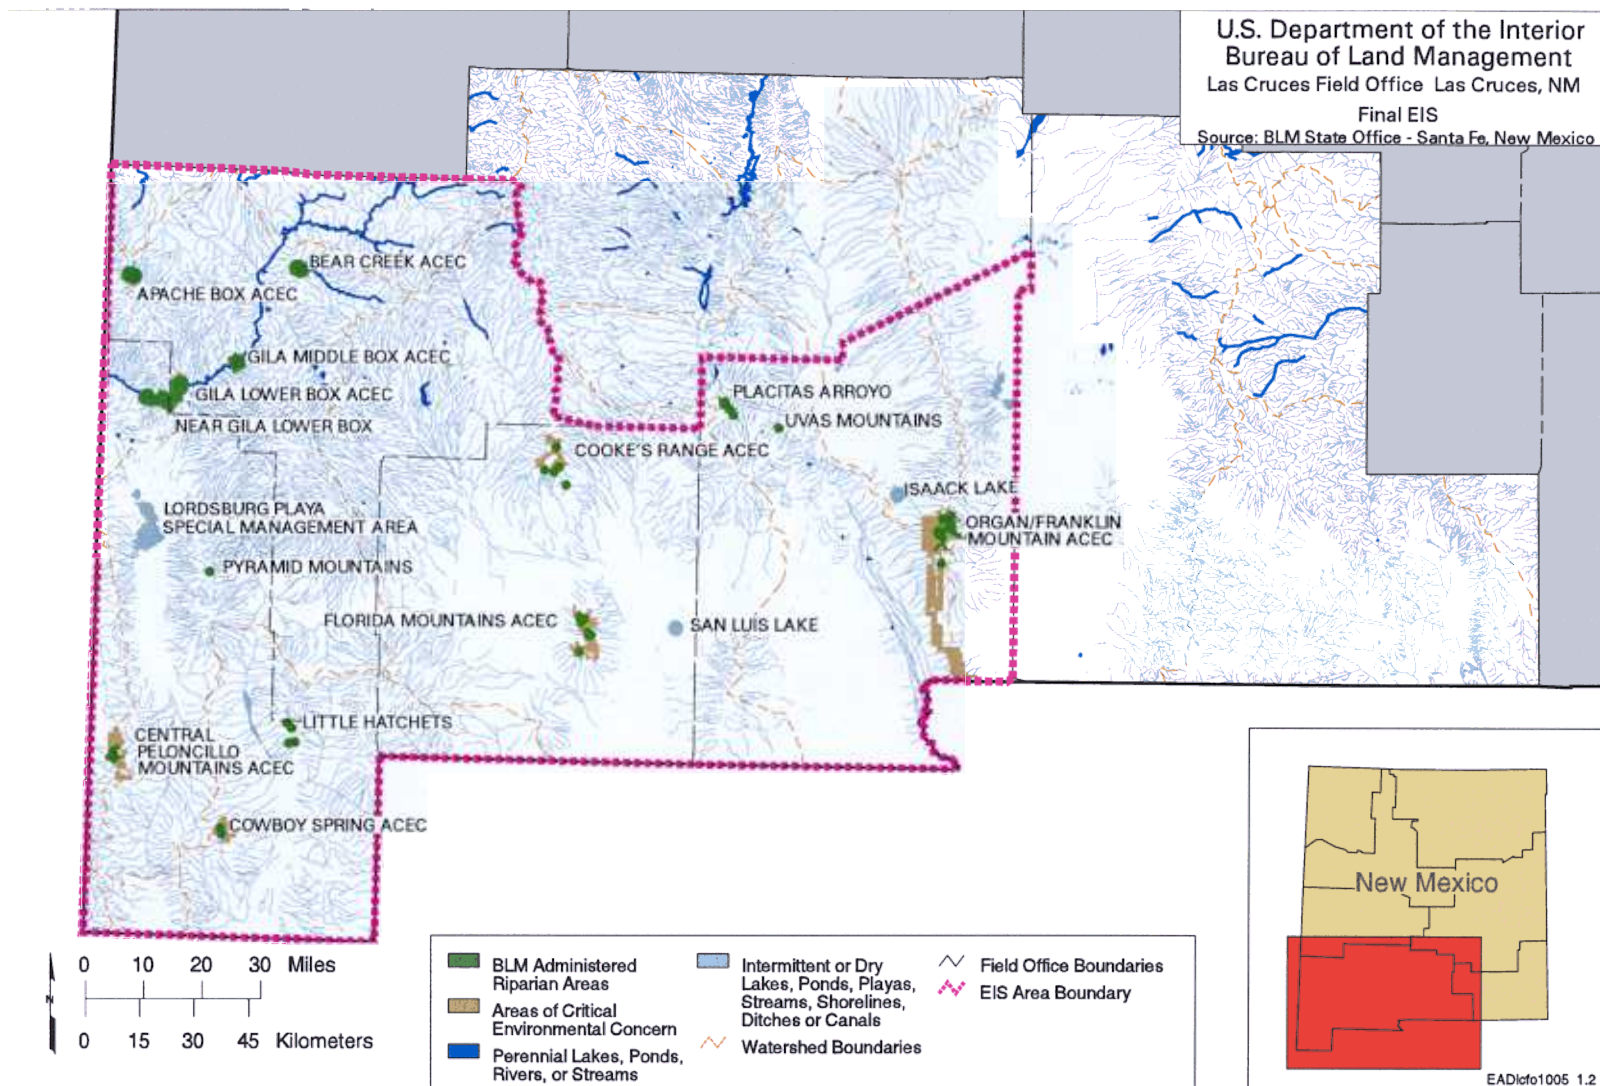 U.S. Department of the Interior
Bureau of Land Management
Las Cruces Field Office Las Cruces, NM
Final EIS
Source: BLM State Office - Santa Fe, New Mexico
BEAR CREEK ACEC
APACHE BOX ACEC
GILA MIDDLE BOX ACEC
GILA LOWER BOX ACEC
NEAR GILA LOWER BOX
PLACITAS ARROYO
UVAS MOUNTAINS
COOKE'S RANGE ACEC
ISAACK LAKE
LORDSBURG PLAYA
SPECIAL MANAGEMENT AREA
ORGAN/FRANKLIN
MOUNTAIN ACEC
PYRAMID MOUNTAINS
FLORIDA MOUNTAINS ACEC
SAN LUIS LAKE
LITTLE HATCHETS
CENTRAL
PELONCILLO
MOUNTAINS ACEC
COWBOY SPRING ACEC
New Mexico
N
0 10 20 30 Miles
0 15 30 45 Kilometers
BLM Administered
Riparian Areas
Areas of Critical
Environmental Concern
Perennial Lakes, Ponds,
Rivers, or Streams
Intermittent or Dry
Lakes, Ponds, Playas,
Streams, Shorelines,
Ditches or Canals
Watershed Boundaries
Field Office Boundaries
EIS Area Boundary
EADlcfo1005 1.2